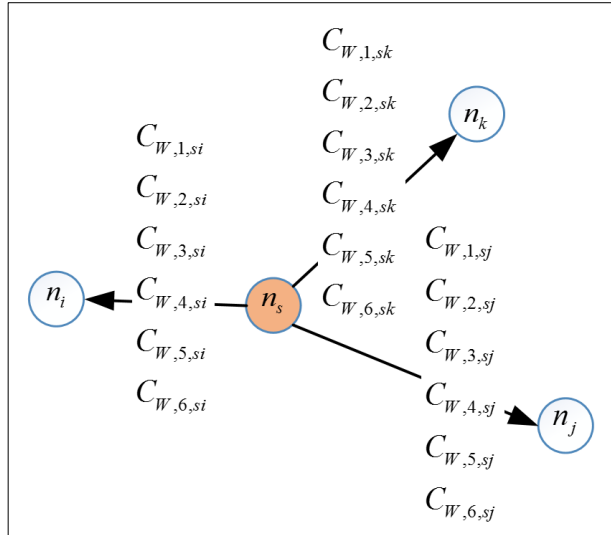 C_{W,1,sk}
C_{W,2,sk}
C_{W,3,sk}
C_{W,4,sk}
C_{W,5,sk}
C_{W,6,sk}
n_k
C_{W,1,si}
C_{W,2,si}
C_{W,3,si}
C_{W,4,si}
C_{W,5,si}
C_{W,6,si}
n_i
n_s
C_{W,1,sj}
C_{W,2,sj}
C_{W,3,sj}
C_{W,4,sj}
C_{W,5,sj}
C_{W,6,sj}
n_j